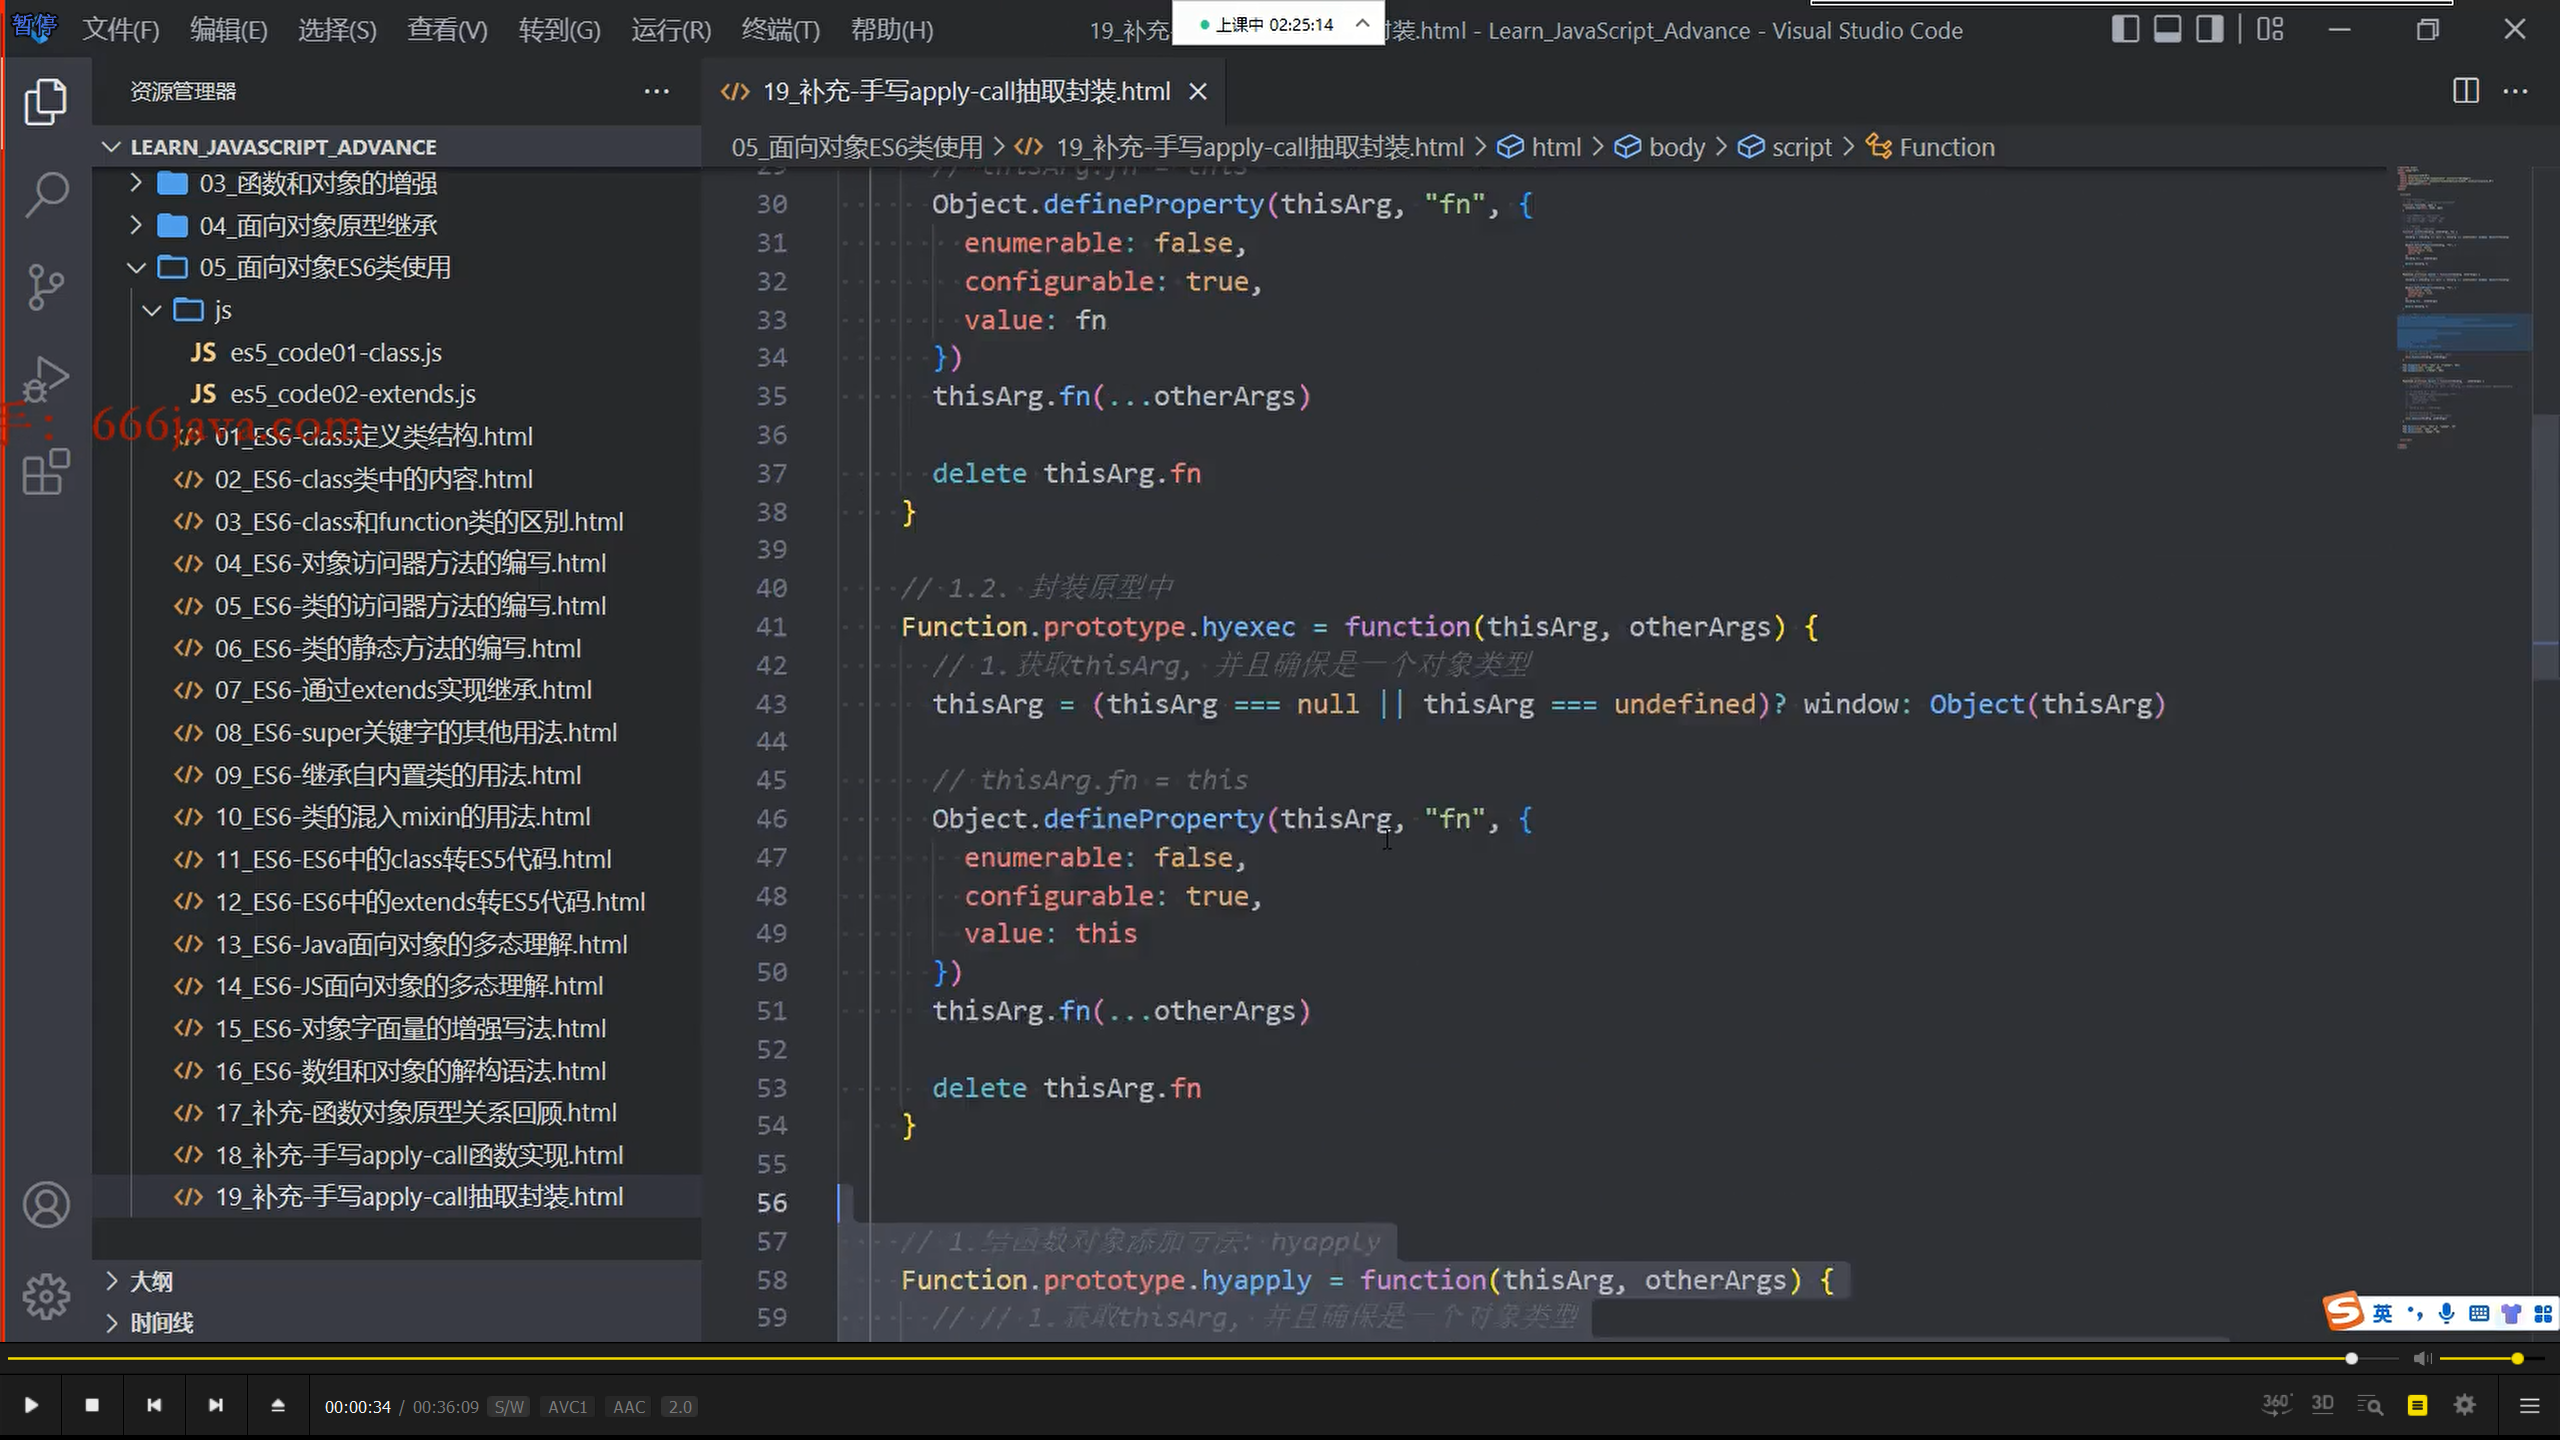 暂停
文件(F) 编辑(E) 选择(S) 查看(V) 转到(G) 运行(R) 终端(T) 帮助(H)
19_补充- 上课中 02:25:14 封装.html - Learn_JavaScript_Advance - Visual Studio Code
资源管理器
LEARN_JAVASCRIPT_ADVANCE
03_函数和对象的增强
04_面向对象原型继承
05_面向对象ES6类使用
js
JS es5_code01-class.js
JS es5_code02-extends.js
手： 666java.com
01_ES6-class定义类结构.html
02_ES6-class类中的内容.html
03_ES6-class和function类的区别.html
04_ES6-对象访问器方法的编写.html
05_ES6-类的访问器方法的编写.html
06_ES6-类的静态方法的编写.html
07_ES6-通过extends实现继承.html
08_ES6-super关键字的其他用法.html
09_ES6-继承自内置类的用法.html
10_ES6-类的混入mixin的用法.html
11_ES6-ES6中的class转ES5代码.html
12_ES6-ES6中的extends转ES5代码.html
13_ES6-Java面向对象的多态理解.html
14_ES6-JS面向对象的多态理解.html
15_ES6-对象字面量的增强写法.html
16_ES6-数组和对象的解构语法.html
17_补充-函数对象原型关系回顾.html
18_补充-手写apply-call函数实现.html
19_补充-手写apply-call抽取封装.html
大纲
时间线
19_补充-手写apply-call抽取封装.html
05_面向对象ES6类使用 > 19_补充-手写apply-call抽取封装.html > html > body > script > Function
29 // thisArg.fn = this
30 Object.defineProperty(thisArg, "fn", {
31 enumerable: false,
32 configurable: true,
33 value: fn
34 })
35 thisArg.fn(...otherArgs)
36
37 delete thisArg.fn
38 }
39
40 // 1.2. 封装原型中
41 Function.prototype.hyexec = function(thisArg, otherArgs) {
42 // 1.获取thisArg, 并且确保是一个对象类型
43 thisArg = (thisArg === null || thisArg === undefined)? window: Object(thisArg)
44
45 // thisArg.fn = this
46 Object.defineProperty(thisArg, "fn", {
47 enumerable: false,
48 configurable: true,
49 value: this
50 })
51 thisArg.fn(...otherArgs)
52
53 delete thisArg.fn
54 }
55
56
57 // 1.给函数对象添加方法: hyapply
58 Function.prototype.hyapply = function(thisArg, otherArgs) {
59 // // 1.获取thisArg, 并且确保是一个对象类型
英
00:00:34 / 00:36:09 S/W AVC1 AAC 2.0
360° 3D